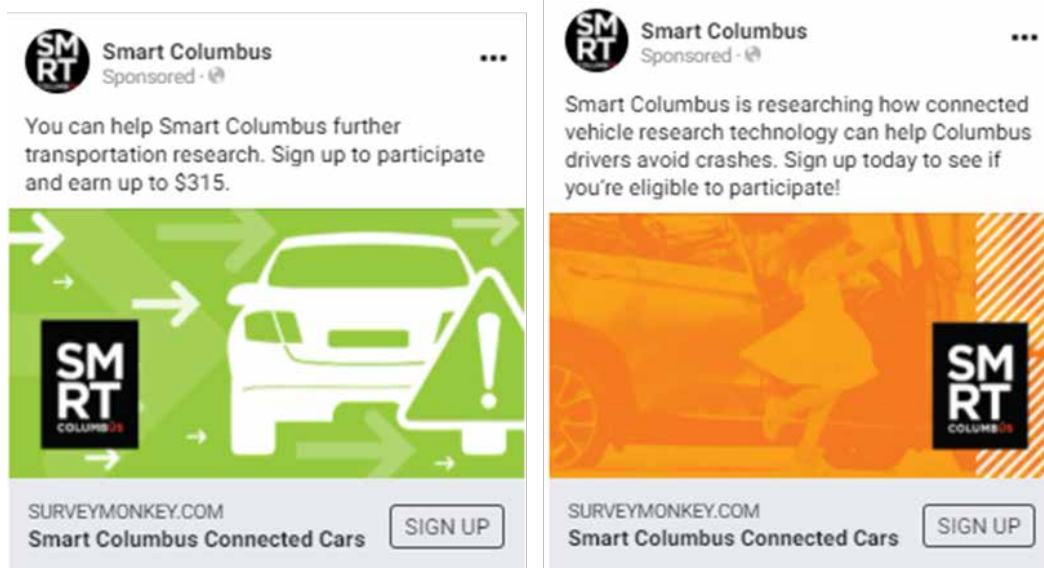 SM
RT
COLUMBUS
Smart Columbus
Sponsored ·
You can help Smart Columbus further
transportation research. Sign up to participate
and earn up to $315.
SM
RT
COLUMBUS
SURVEYMONKEY.COM
Smart Columbus Connected Cars
SIGN UP
SM
RT
COLUMBUS
Smart Columbus
Sponsored ·
Smart Columbus is researching how connected
vehicle research technology can help Columbus
drivers avoid crashes. Sign up today to see if
you're eligible to participate!
SM
RT
COLUMBUS
SURVEYMONKEY.COM
Smart Columbus Connected Cars
SIGN UP